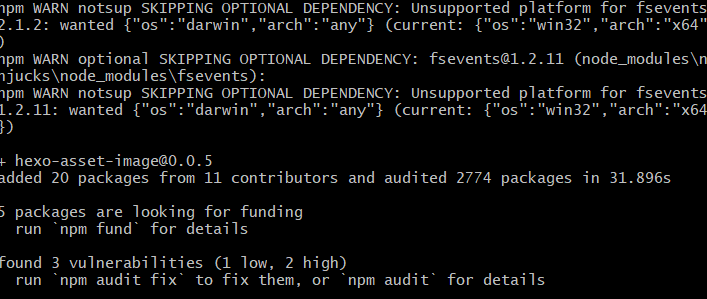 npm WARN notsup SKIPPING OPTIONAL DEPENDENCY: Unsupported platform for fsevents
2.1.2: wanted {"os":"darwin","arch":"any"} (current: {"os":"win32","arch":"x64"
)
npm WARN optional SKIPPING OPTIONAL DEPENDENCY: fsevents@1.2.11 (node_modules\n
njucks\node_modules\fsevents):
npm WARN notsup SKIPPING OPTIONAL DEPENDENCY: Unsupported platform for fsevents
1.2.11: wanted {"os":"darwin","arch":"any"} (current: {"os":"win32","arch":"x64
})
+ hexo-asset-image@0.0.5
added 20 packages from 11 contributors and audited 2774 packages in 31.896s
5 packages are looking for funding
run `npm fund` for details
found 3 vulnerabilities (1 low, 2 high)
run `npm audit fix` to fix them, or `npm audit` for details